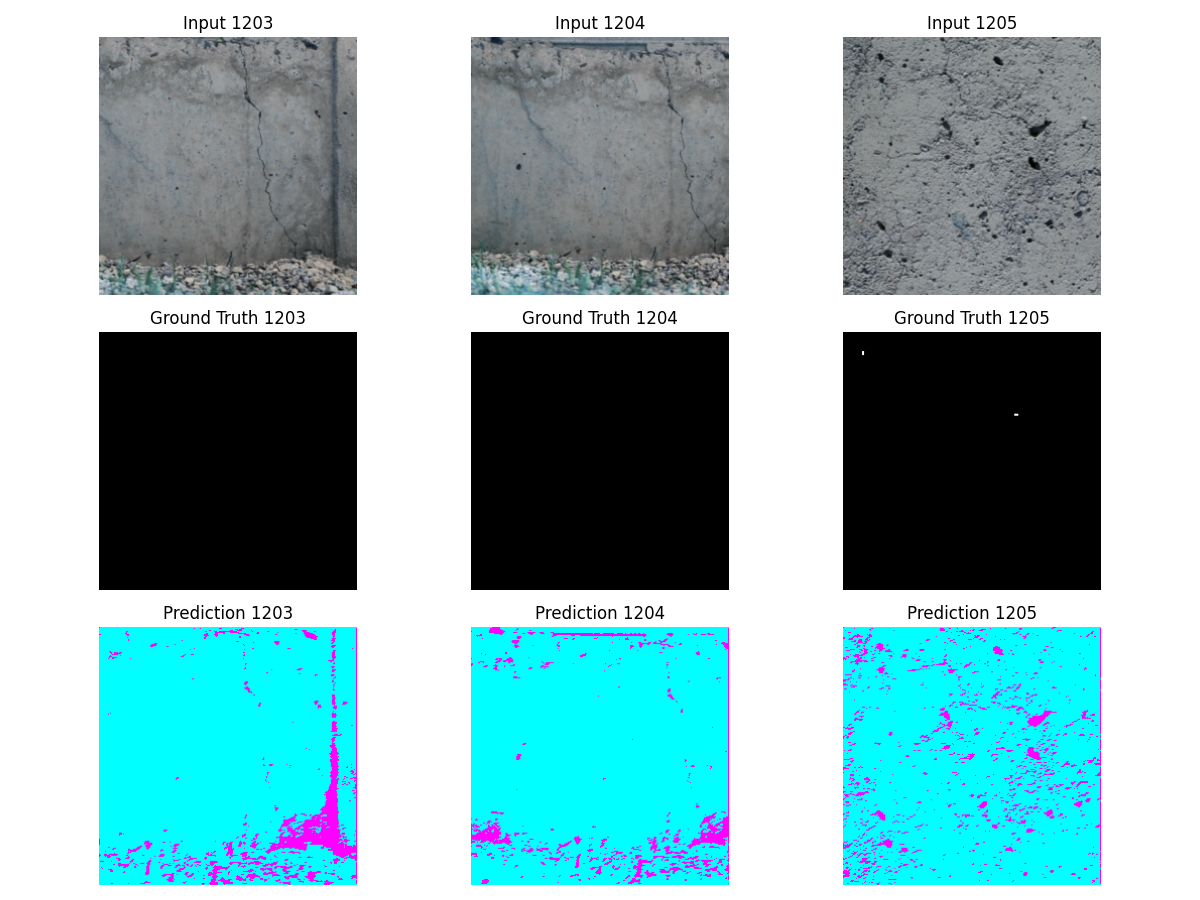 Input 1203
Input 1204
Input 1205
Ground Truth 1203
Ground Truth 1204
Ground Truth 1205
Prediction 1203
Prediction 1204
Prediction 1205